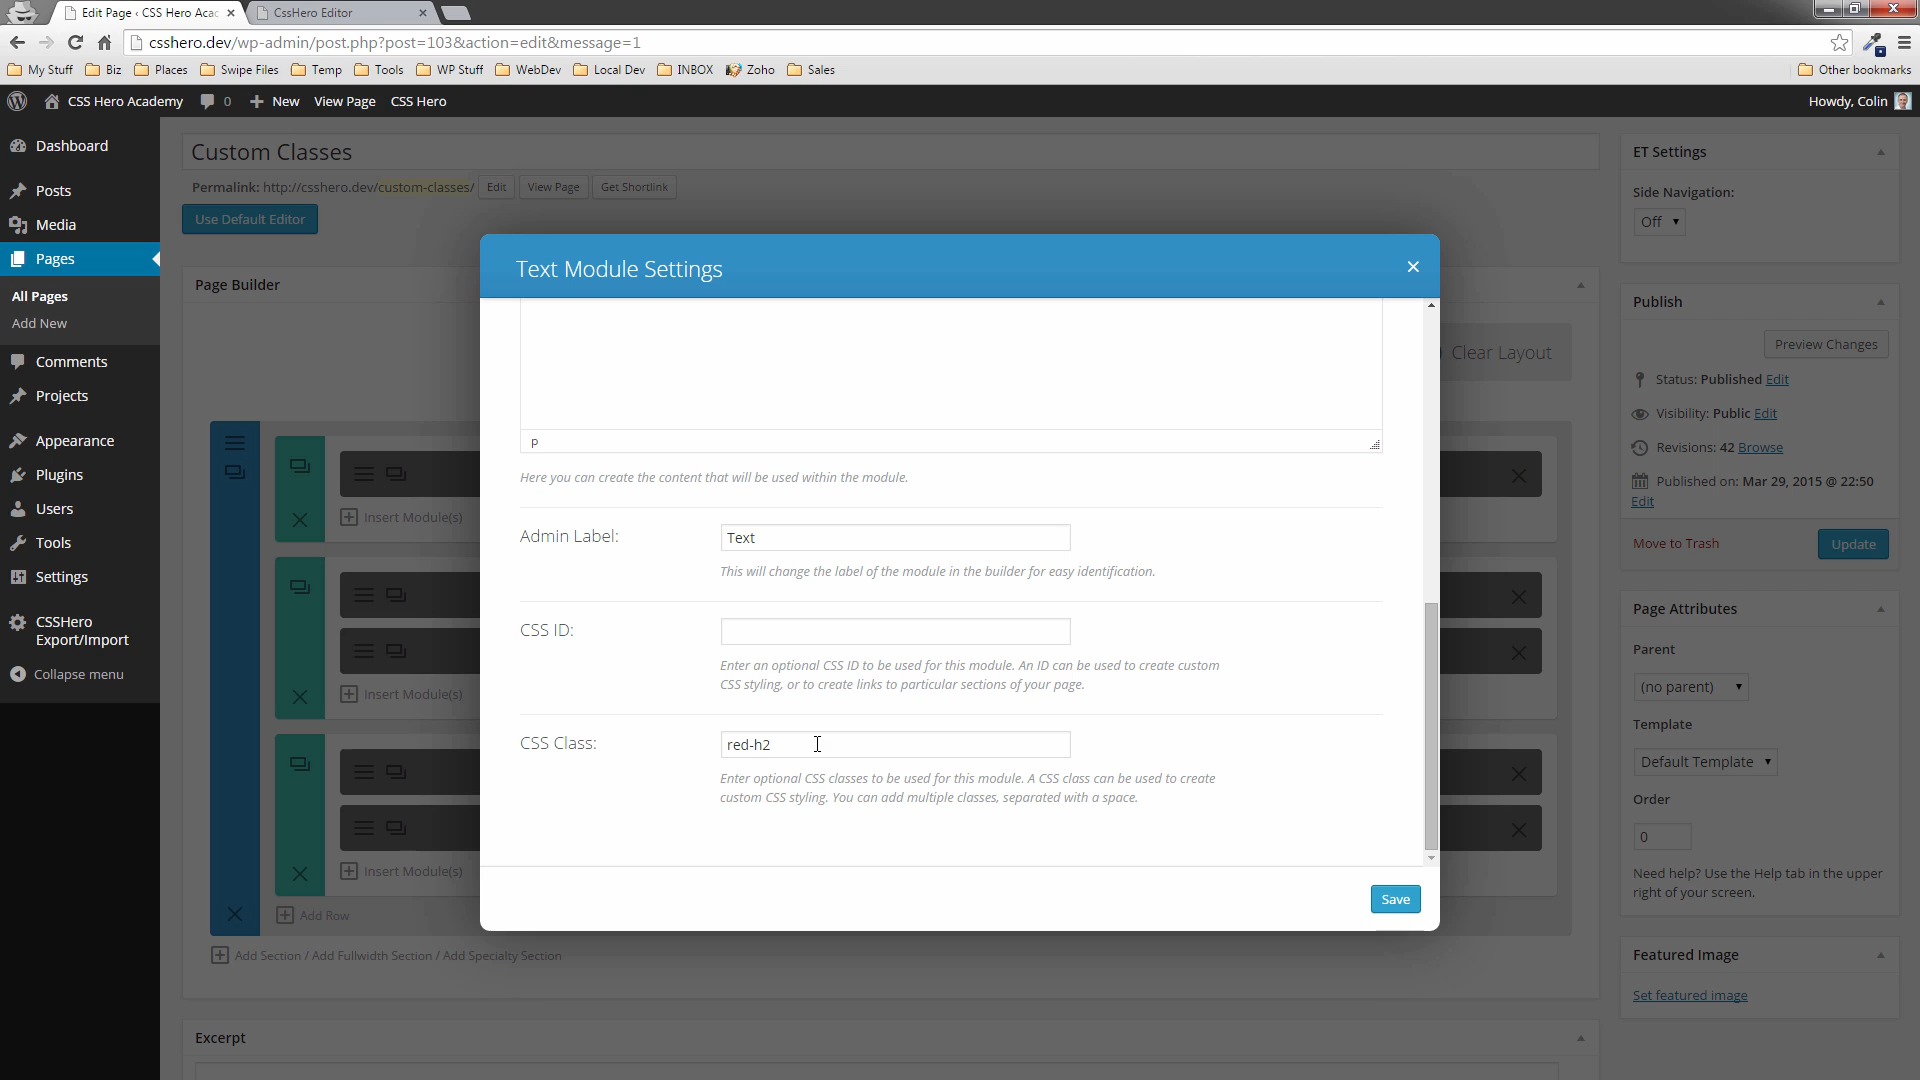 Edit Page ‹ CSS Hero Acac
CssHero Editor
csshero.dev/wp-admin/post.php?post=103&action=edit&message=1
My Stuff Biz Places Swipe Files Temp Tools WP Stuff WebDev Local Dev INBOX Zoho Sales Other bookmarks
CSS Hero Academy 0 New View Page CSS Hero Howdy, Colin
Dashboard
Posts
Media
Pages
All Pages
Add New
Comments
Projects
Appearance
Plugins
Users
Tools
Settings
CSSHero
Export/Import
Collapse menu
Custom Classes
Permalink: http://csshero.dev/custom-classes/ Edit View Page Get Shortlink
Use Default Editor
Page Builder
Clear Layout
Insert Module(s)
Insert Module(s)
Insert Module(s)
Add Row
Add Section / Add Fullwidth Section / Add Specialty Section
Excerpt
Text Module Settings
p
Here you can create the content that will be used within the module.
Admin Label:
Text
This will change the label of the module in the builder for easy identification.
CSS ID:
Enter an optional CSS ID to be used for this module. An ID can be used to create custom
CSS styling, or to create links to particular sections of your page.
CSS Class:
red-h2
Enter optional CSS classes to be used for this module. A CSS class can be used to create
custom CSS styling. You can add multiple classes, separated with a space.
Save
ET Settings
Side Navigation:
Off
Publish
Preview Changes
Status: Published Edit
Visibility: Public Edit
Revisions: 42 Browse
Published on: Mar 29, 2015 @ 22:50
Edit
Move to Trash
Update
Page Attributes
Parent
(no parent)
Template
Default Template
Order
0
Need help? Use the Help tab in the upper
right of your screen.
Featured Image
Set featured image